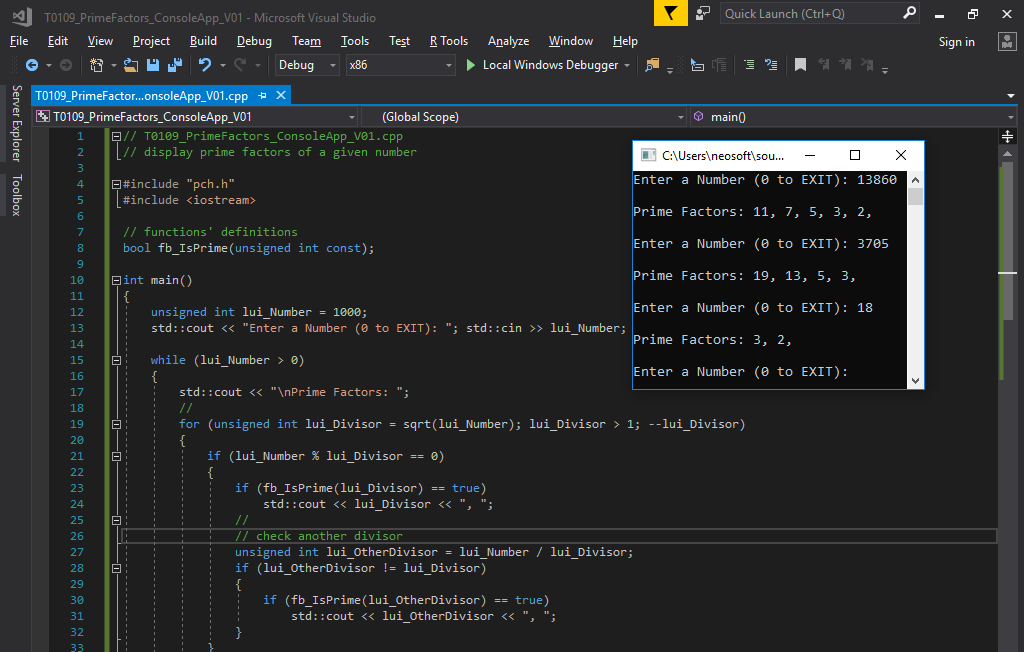 T0109_PrimeFactors_ConsoleApp_V01 - Microsoft Visual Studio
Quick Launch (Ctrl+Q)
File Edit View Project Build Debug Team Tools Test R Tools Analyze Window Help
Sign in
Debug x86 Local Windows Debugger
Server Explorer
Toolbox
T0109_PrimeFactor...onsoleApp_V01.cpp
T0109_PrimeFactors_ConsoleApp_V01 (Global Scope) main()
1 // T0109_PrimeFactors_ConsoleApp_V01.cpp
2 // display prime factors of a given number
3
4 #include "pch.h"
5 #include <iostream>
6
7 // functions' definitions
8 bool fb_IsPrime(unsigned int const);
9
10 int main()
11 {
12 unsigned int lui_Number = 1000;
13 std::cout << "Enter a Number (0 to EXIT): "; std::cin >> lui_Number;
14
15 while (lui_Number > 0)
16 {
17 std::cout << "\nPrime Factors: ";
18 //
19 for (unsigned int lui_Divisor = sqrt(lui_Number); lui_Divisor > 1; --lui_Divisor)
20 {
21 if (lui_Number % lui_Divisor == 0)
22 {
23 if (fb_IsPrime(lui_Divisor) == true)
24 std::cout << lui_Divisor << ", ";
25 //
26 // check another divisor
27 unsigned int lui_OtherDivisor = lui_Number / lui_Divisor;
28 if (lui_OtherDivisor != lui_Divisor)
29 {
30 if (fb_IsPrime(lui_OtherDivisor) == true)
31 std::cout << lui_OtherDivisor << ", ";
32 }
33 }
C:\Users\neosoft\sou...
Enter a Number (0 to EXIT): 13860
Prime Factors: 11, 7, 5, 3, 2,
Enter a Number (0 to EXIT): 3705
Prime Factors: 19, 13, 5, 3,
Enter a Number (0 to EXIT): 18
Prime Factors: 3, 2,
Enter a Number (0 to EXIT):